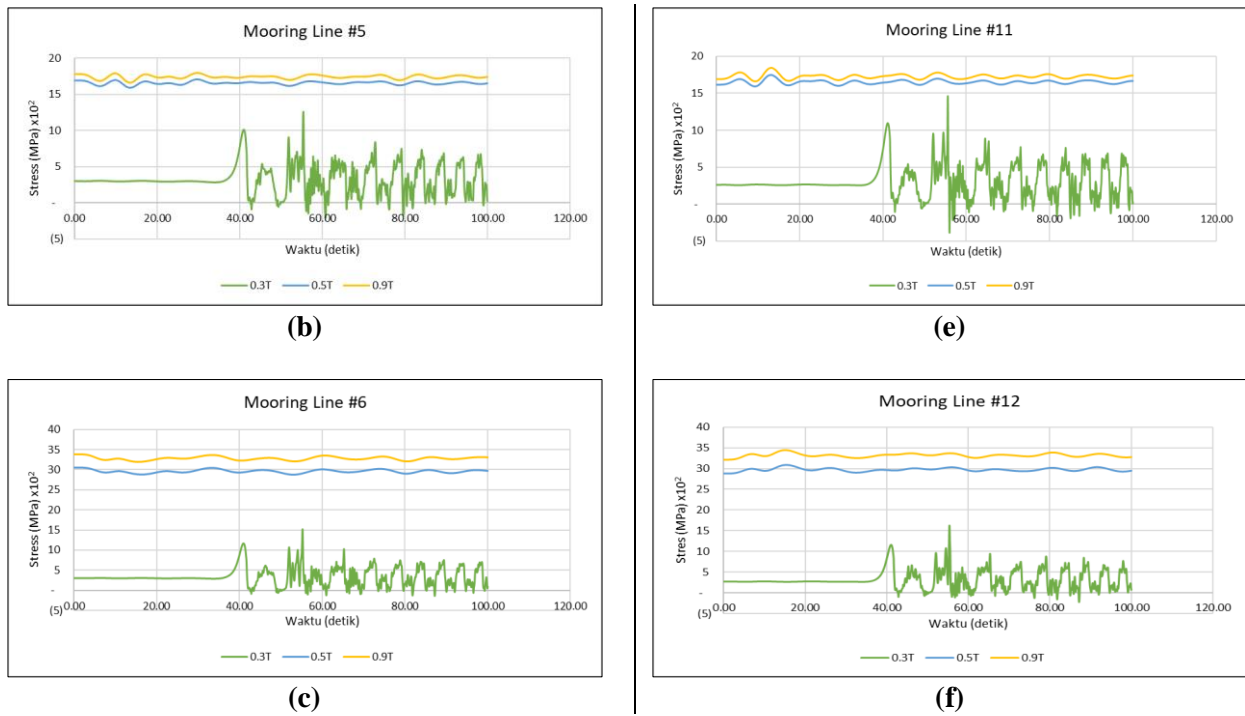 Mooring Line #5
Stress (MPa) x10²
20
15
10
5
-
(5)
0.00 20.00 40.00 60.00 80.00 100.00 120.00
Waktu (detik)
0.3T 0.5T 0.9T
(b)
Mooring Line #6
Stress (MPa) x10²
40
35
30
25
20
15
10
5
-
(5)
0.00 20.00 40.00 60.00 80.00 100.00 120.00
Waktu (detik)
0.3T 0.5T 0.9T
(c)
Mooring Line #11
Stress (MPa) x10²
20
15
10
5
-
(5)
0.00 20.00 40.00 60.00 80.00 100.00 120.00
Waktu (detik)
0.3T 0.5T 0.9T
(e)
Mooring Line #12
Stres (MPa) x10²
40
35
30
25
20
15
10
5
-
(5)
0.00 20.00 40.00 60.00 80.00 100.00 120.00
Waktu (detik)
0.3T 0.5T 0.9T
(f)